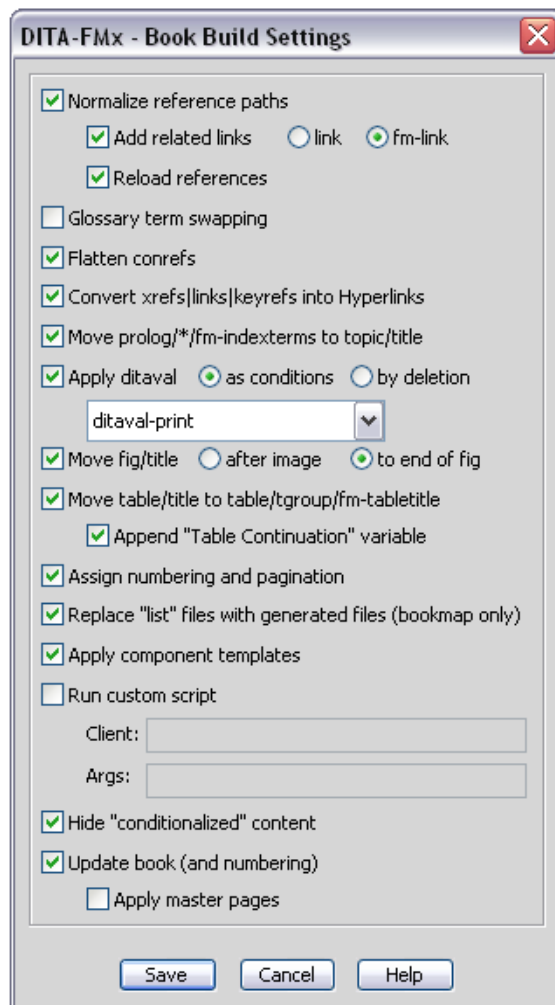 DITA-FMx - Book Build Settings
Normalize reference paths
Add related links link fm-link
Reload references
Glossary term swapping
Flatten conrefs
Convert xrefs|links|keyrefs into Hyperlinks
Move prolog/*/fm-indexterms to topic/title
Apply ditaval as conditions by deletion
ditaval-print
Move fig/title after image to end of fig
Move table/title to table/tgroup/fm-tabletitle
Append "Table Continuation" variable
Assign numbering and pagination
Replace "list" files with generated files (bookmap only)
Apply component templates
Run custom script
Client:
Args:
Hide "conditionalized" content
Update book (and numbering)
Apply master pages
Save Cancel Help